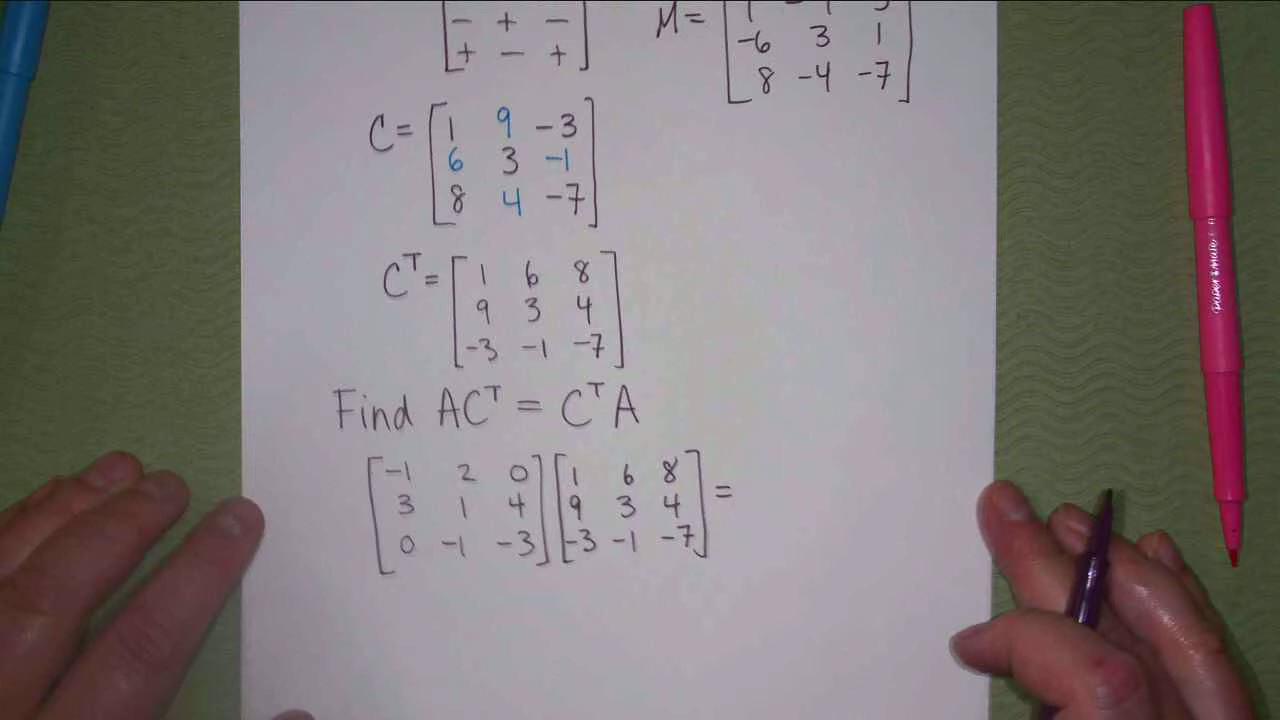 [− + −
+ − +]
M = [
-6 3 1
8 -4 -7]
C = [1 9 -3
6 3 -1
8 4 -7]
Cᵀ = [1 6 8
9 3 4
-3 -1 -7]
Find ACᵀ = CᵀA
[-1 2 0] [1 6 8] =
[3 1 4] [9 3 4]
[0 -1 -3] [-3 -1 -7]